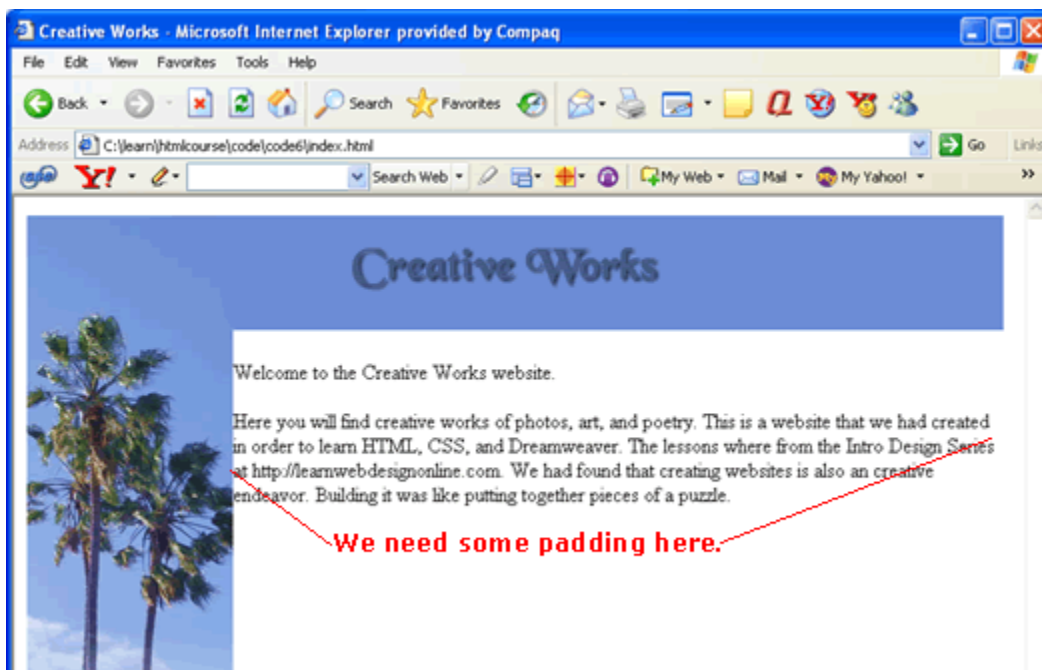 Creative Works - Microsoft Internet Explorer provided by Compaq
File Edit View Favorites Tools Help
Back Search Favorites
Address C:\learn\htmlcourse\code\code6\index.html Go Links
Y! Search Web My Web Mail My Yahoo! »
Creative Works
Welcome to the Creative Works website.
Here you will find creative works of photos, art, and poetry. This is a website that we had created
in order to learn HTML, CSS, and Dreamweaver. The lessons where from the Intro Design Series
at http://learnwebdesignonline.com. We had found that creating websites is also an creative
endeavor. Building it was like putting together pieces of a puzzle.
We need some padding here.